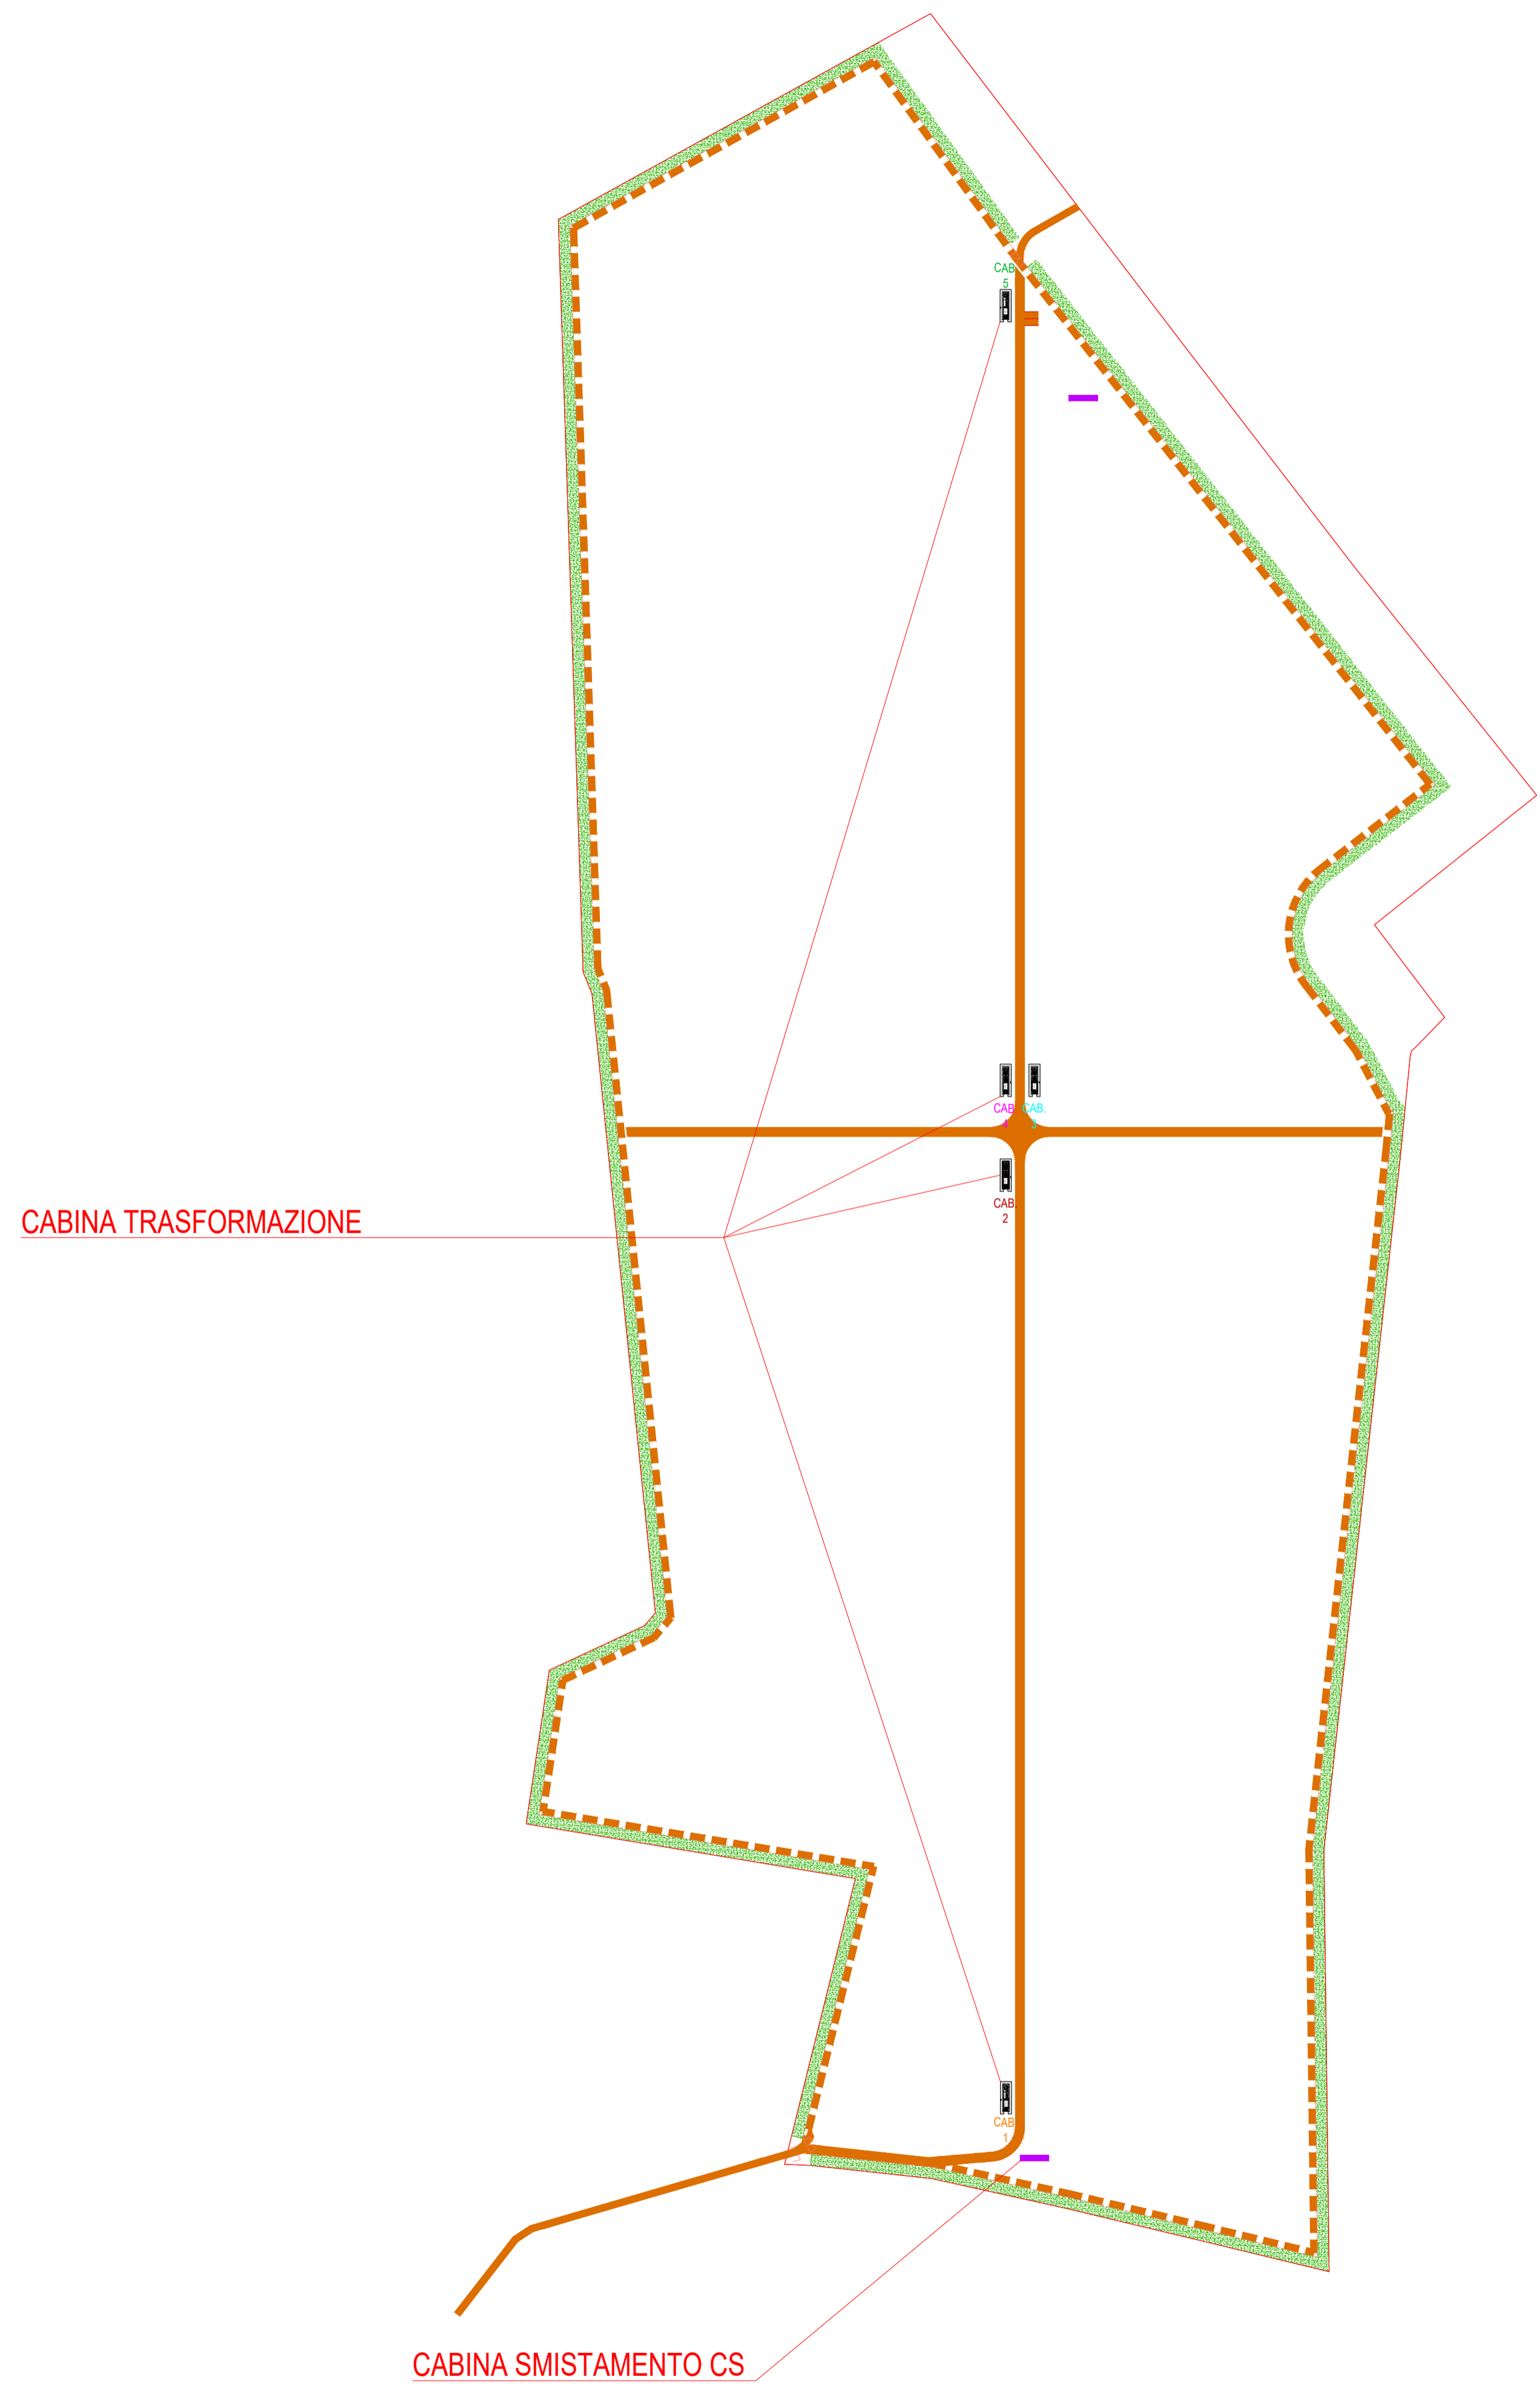 CAB.
5
CAB.
4
CAB.
3
CAB.
2
CABINA TRASFORMAZIONE
CAB.
1
CABINA SMISTAMENTO CS